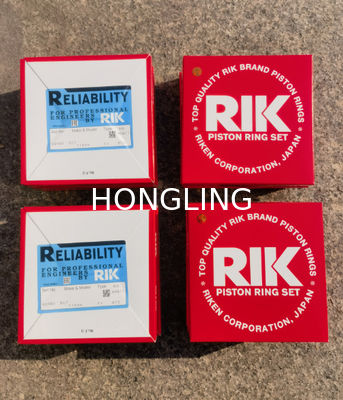 RELIABILITY
FOR PROFESSIONAL
ENGINEERS
BY RIK
TOP QUALITY RIK BRAND PISTON RINGS
RIK
PISTON RING SET
RIKEN CORPORATION, JAPAN
HONGLING
RELIABILITY
FOR PROFESSIONAL
ENGINEERS
BY RIK
TOP QUALITY RIK BRAND PISTON RINGS
RIK
PISTON RING SET
RIKEN CORPORATION, JAPAN